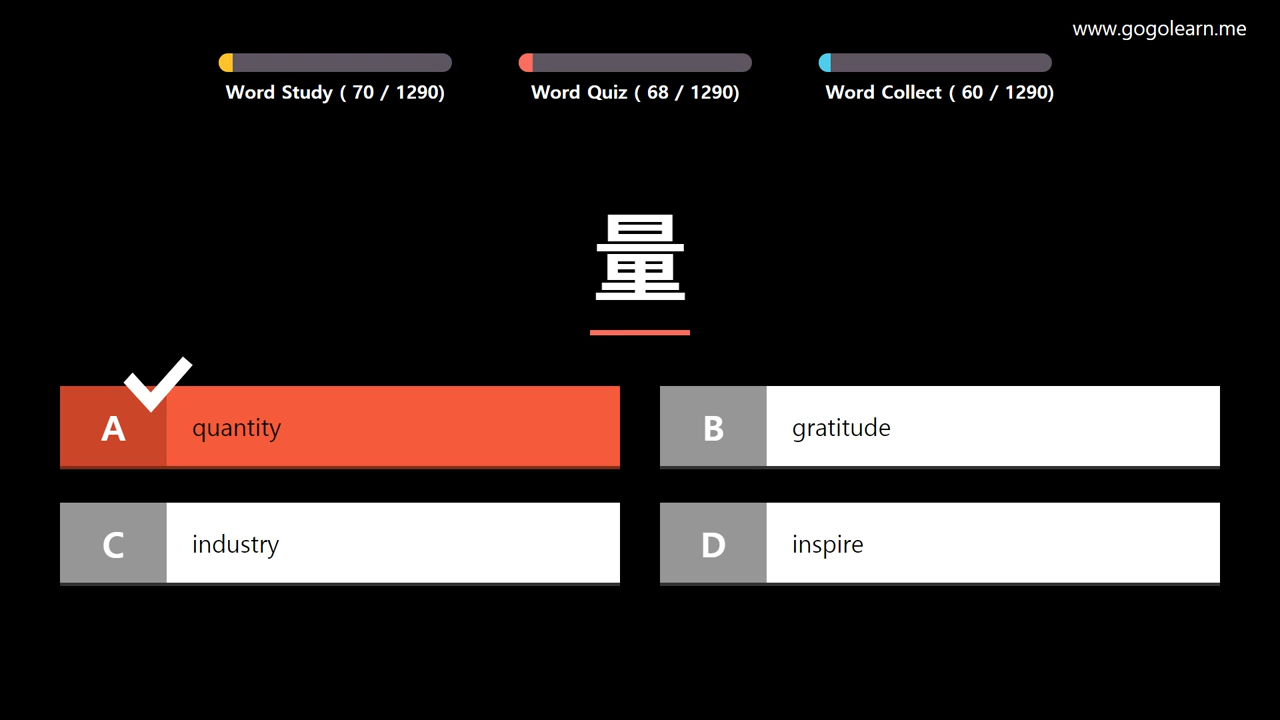 www.gogolearn.me
Word Study ( 70 / 1290)
Word Quiz ( 68 / 1290)
Word Collect ( 60 / 1290)
量
A quantity
B gratitude
C industry
D inspire